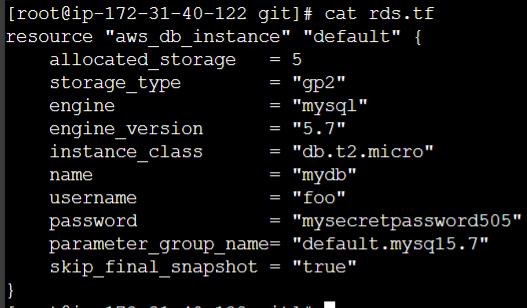 [root@ip-172-31-40-122 git]# cat rds.tf
resource "aws_db_instance" "default" {
    allocated_storage   = 5
    storage_type        = "gp2"
    engine              = "mysql"
    engine_version      = "5.7"
    instance_class      = "db.t2.micro"
    name                = "mydb"
    username            = "foo"
    password            = "mysecretpassword505"
    parameter_group_name= "default.mysql5.7"
    skip_final_snapshot = "true"
}